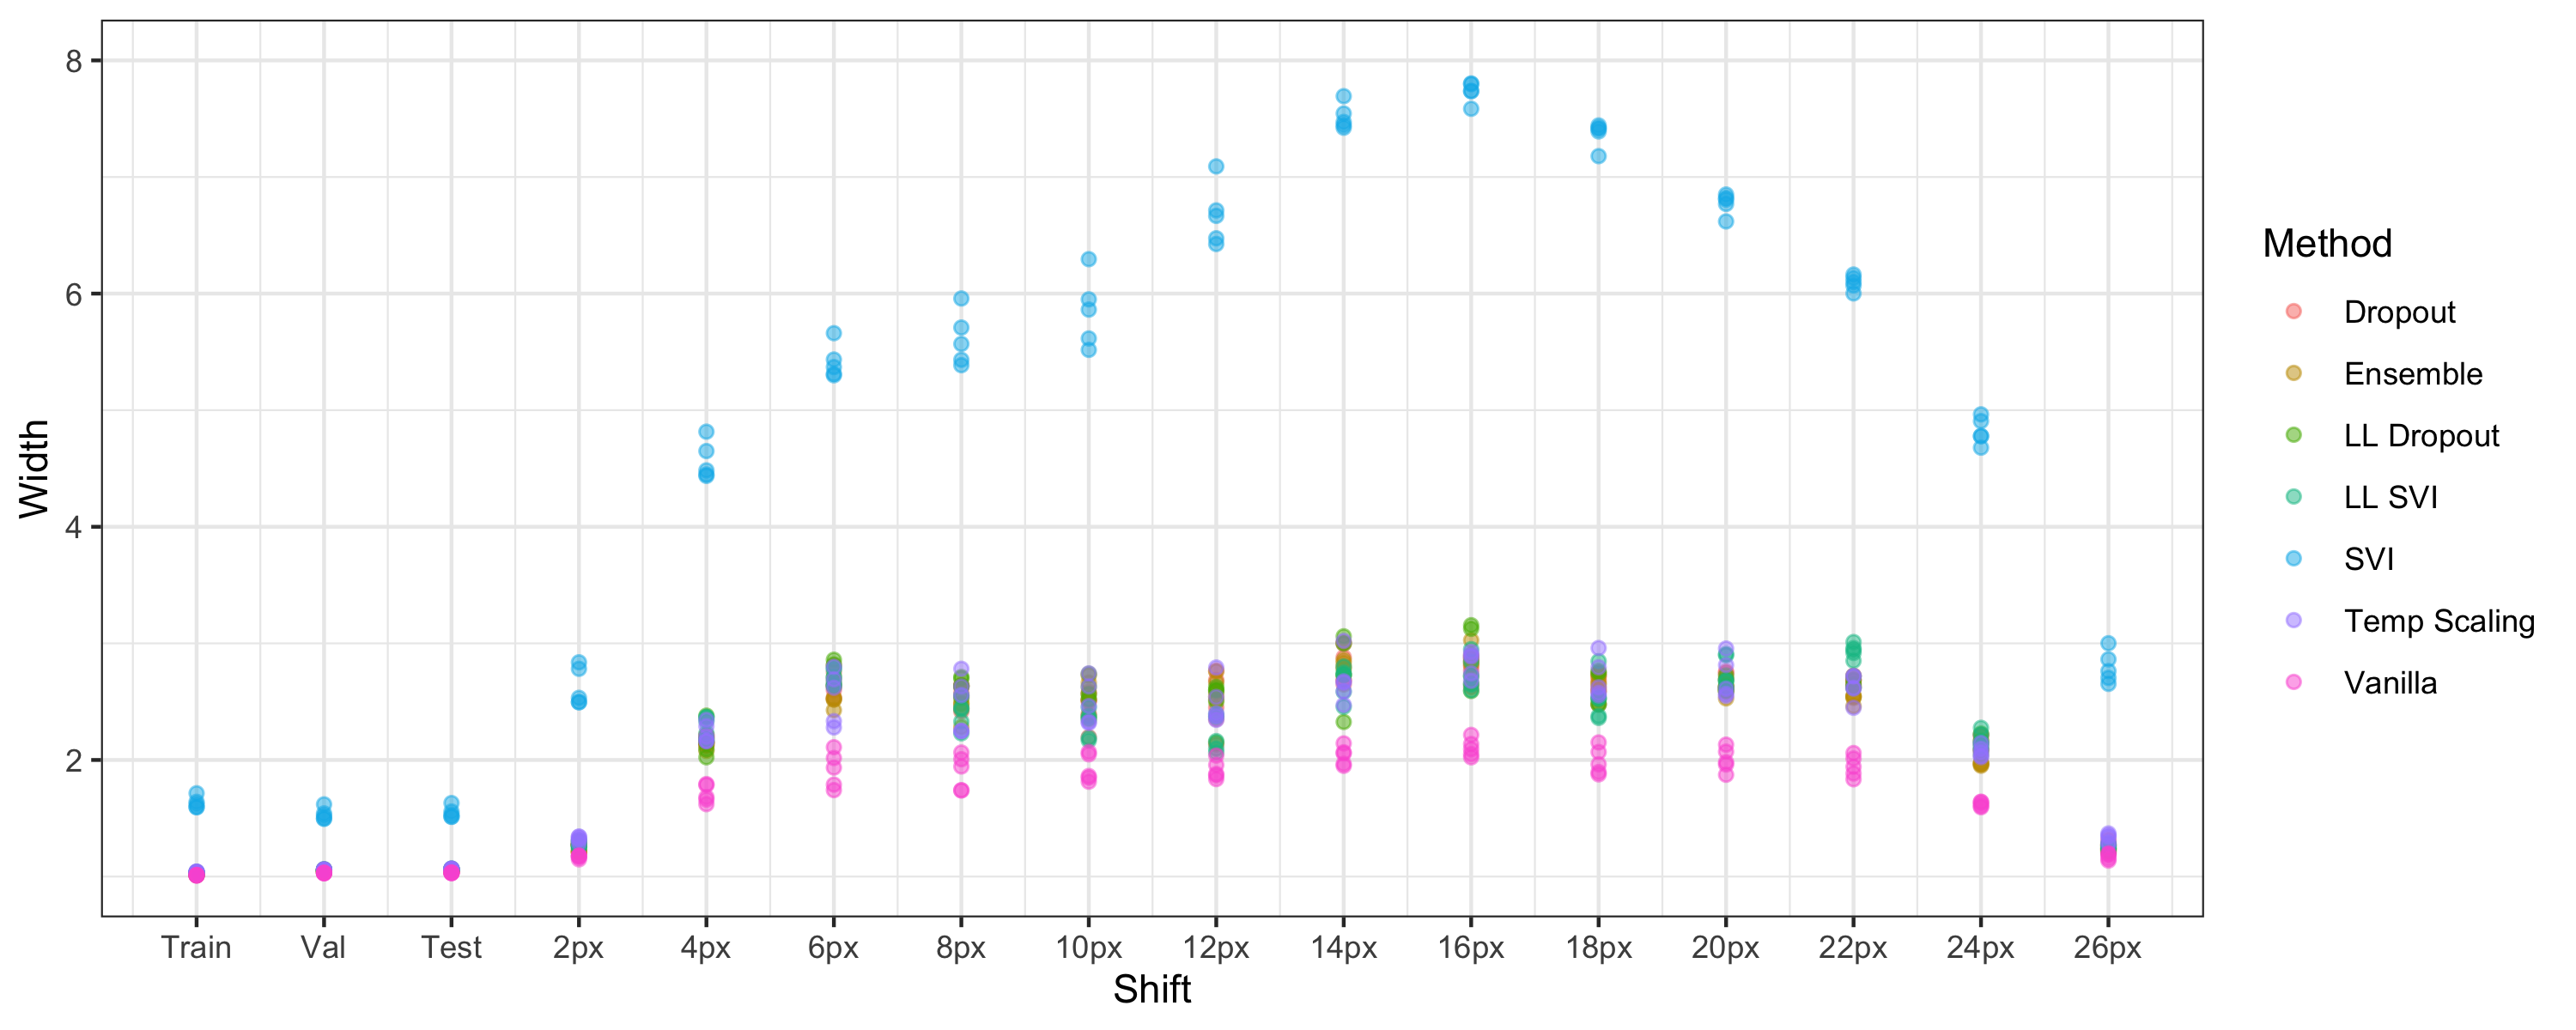 8
6
4
2
Width
Train Val Test 2px 4px 6px 8px 10px 12px 14px 16px 18px 20px 22px 24px 26px
Shift
Method
Dropout
Ensemble
LL Dropout
LL SVI
SVI
Temp Scaling
Vanilla